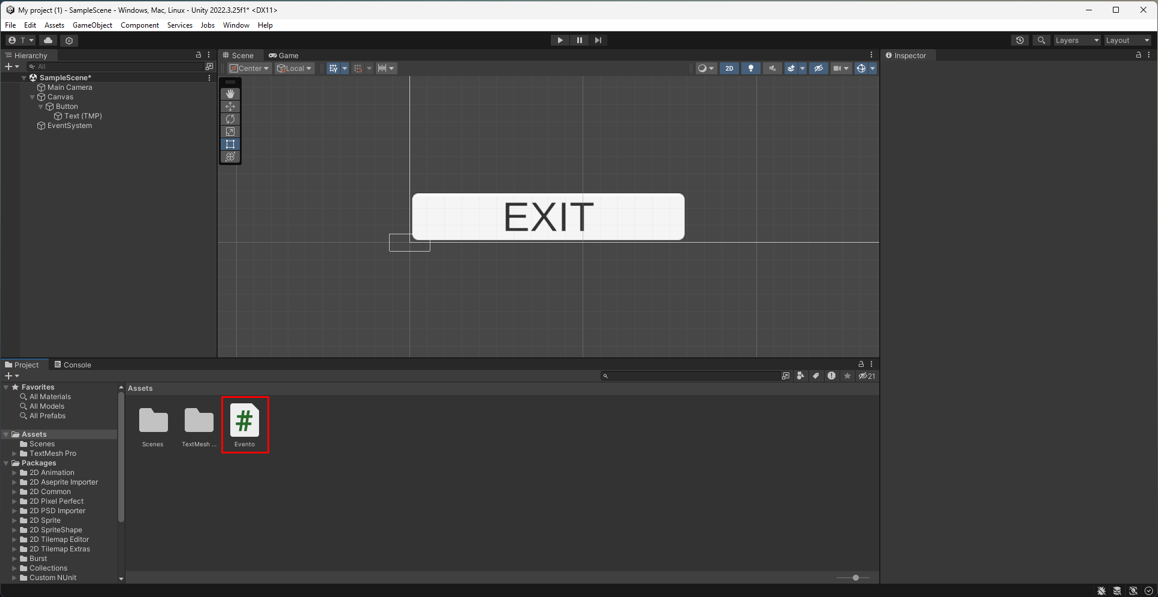 My project (1) - SampleScene - Windows, Mac, Linux - Unity 2022.3.25f1* <DX11>
File Edit Assets GameObject Component Services Jobs Window Help
T Layers Layout
Hierarchy
All
SampleScene*
Main Camera
Canvas
Button
Text (TMP)
EventSystem
Scene Game
Center Local 2D
EXIT
Inspector
Project Console
21
Favorites
All Materials
All Models
All Prefabs
Assets
Scenes
TextMesh Pro
Packages
2D Animation
2D Aseprite Importer
2D Common
2D Pixel Perfect
2D PSD Importer
2D Sprite
2D SpriteShape
2D Tilemap Editor
2D Tilemap Extras
Burst
Collections
Custom NUnit
Assets
#
Scenes TextMesh ... Evento